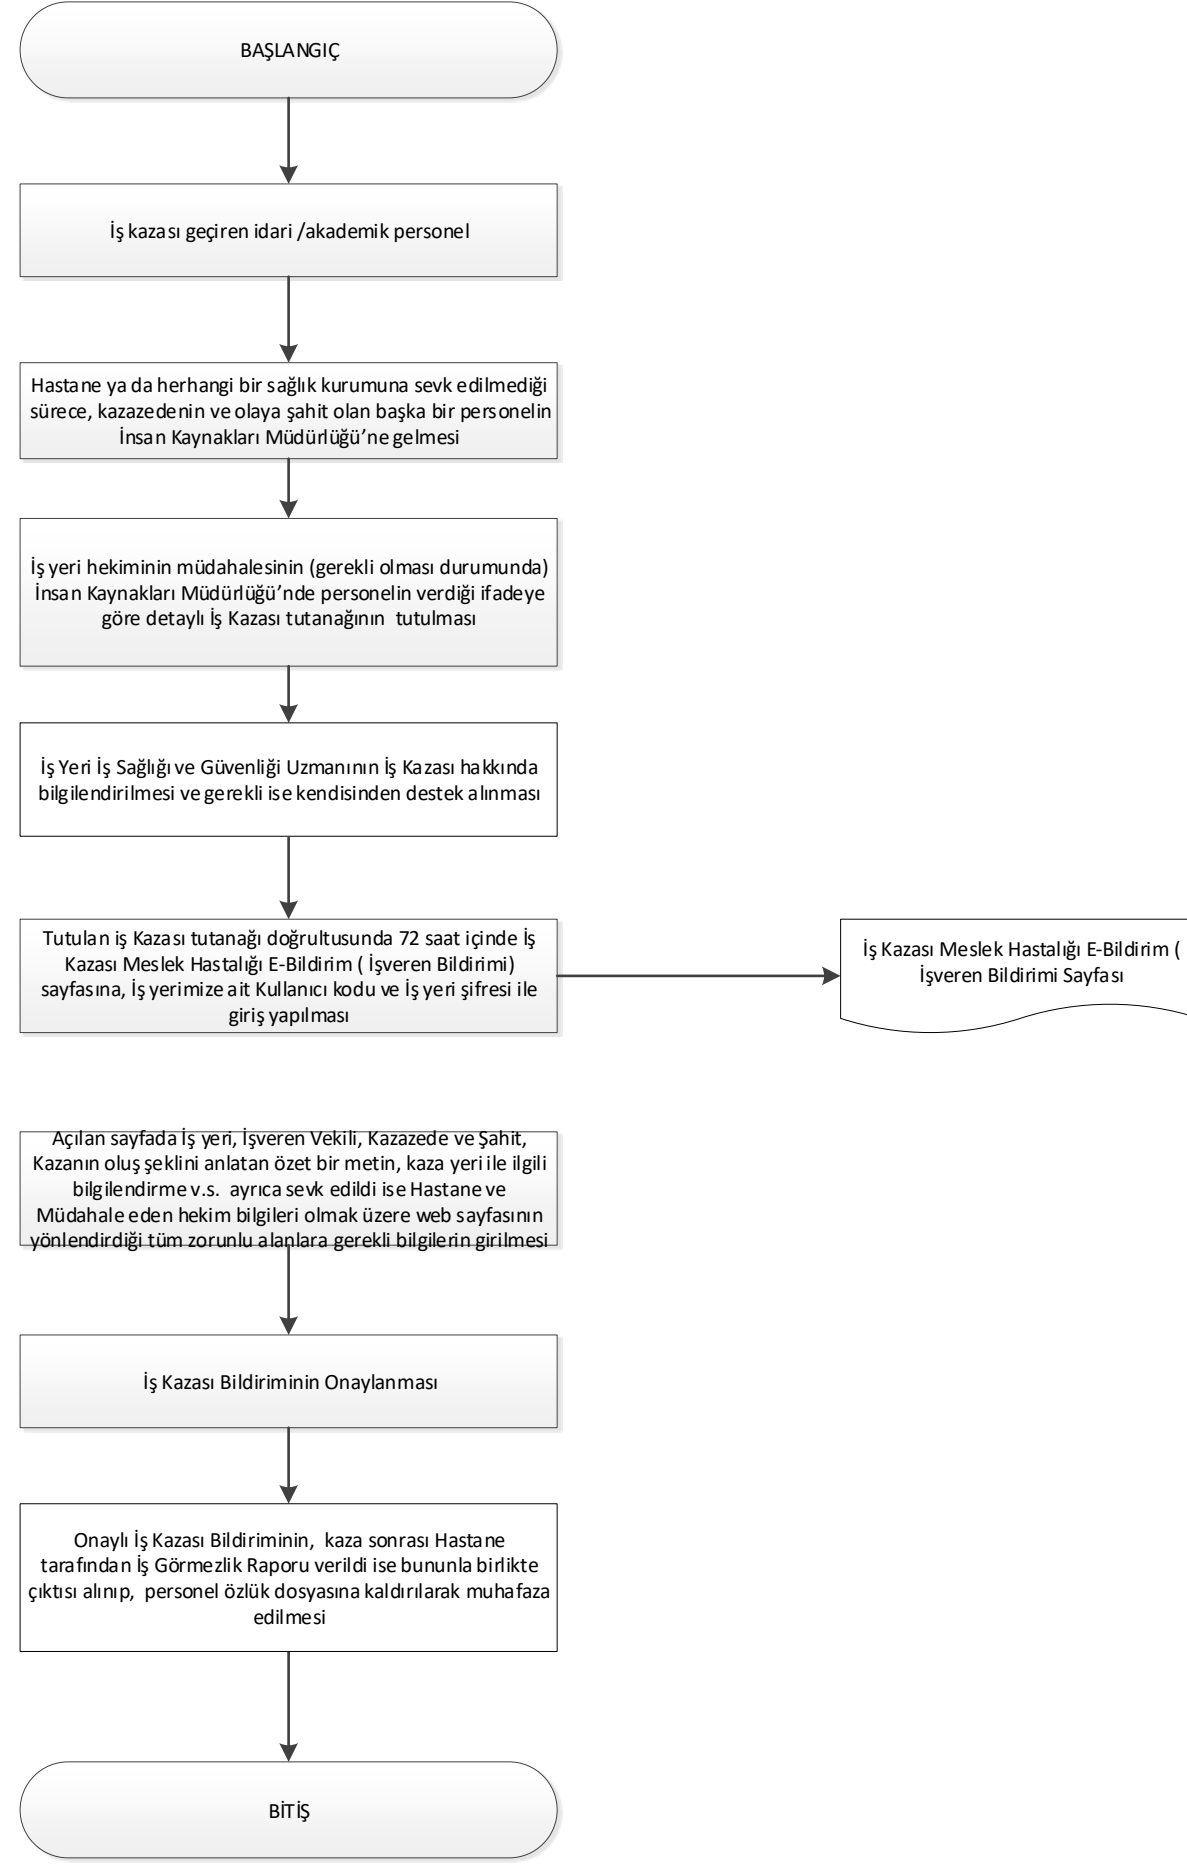 BAŞLANGIÇ
İş kazası geçiren idari /akademik personel
Hastane ya da herhangi bir sağlık kurumuna sevk edilmediği
sürece, kazazedenin ve olaya şahit olan başka bir personelin
İnsan Kaynakları Müdürlüğü’ne gelmesi
İş yeri hekiminin müdahalesinin (gerekli olması durumunda)
İnsan Kaynakları Müdürlüğü’nde personelin verdiği ifadeye
göre detaylı İş Kazası tutanağının tutulması
İş Yeri İş Sağlığı ve Güvenliği Uzmanının İş Kazası hakkında
bilgilendirilmesi ve gerekli ise kendisinden destek alınması
Tutulan iş Kazası tutanağı doğrultusunda 72 saat içinde İş
Kazası Meslek Hastalığı E-Bildirim ( İşveren Bildirimi)
sayfasına, İş yerimize ait Kullanıcı kodu ve İş yeri şifresi ile
giriş yapılması
İş Kazası Meslek Hastalığı E-Bildirim (
İşveren Bildirimi Sayfası
Açılan sayfada İş yeri, İşveren Vekili, Kazazede ve Şahit,
Kazanın oluş şeklini anlatan özet bir metin, kaza yeri ile ilgili
bilgilendirme v.s. ayrıca sevk edildi ise Hastane ve
Müdahale eden hekim bilgileri olmak üzere web sayfasının
yönlendirdiği tüm zorunlu alanlara gerekli bilgilerin girilmesi
İş Kazası Bildiriminin Onaylanması
Onaylı İş Kazası Bildiriminin, kaza sonrası Hastane
tarafından İş Görmezlik Raporu verildi ise bununla birlikte
çıktısı alınıp, personel özlük dosyasına kaldırılarak muhafaza
edilmesi
BİTİŞ